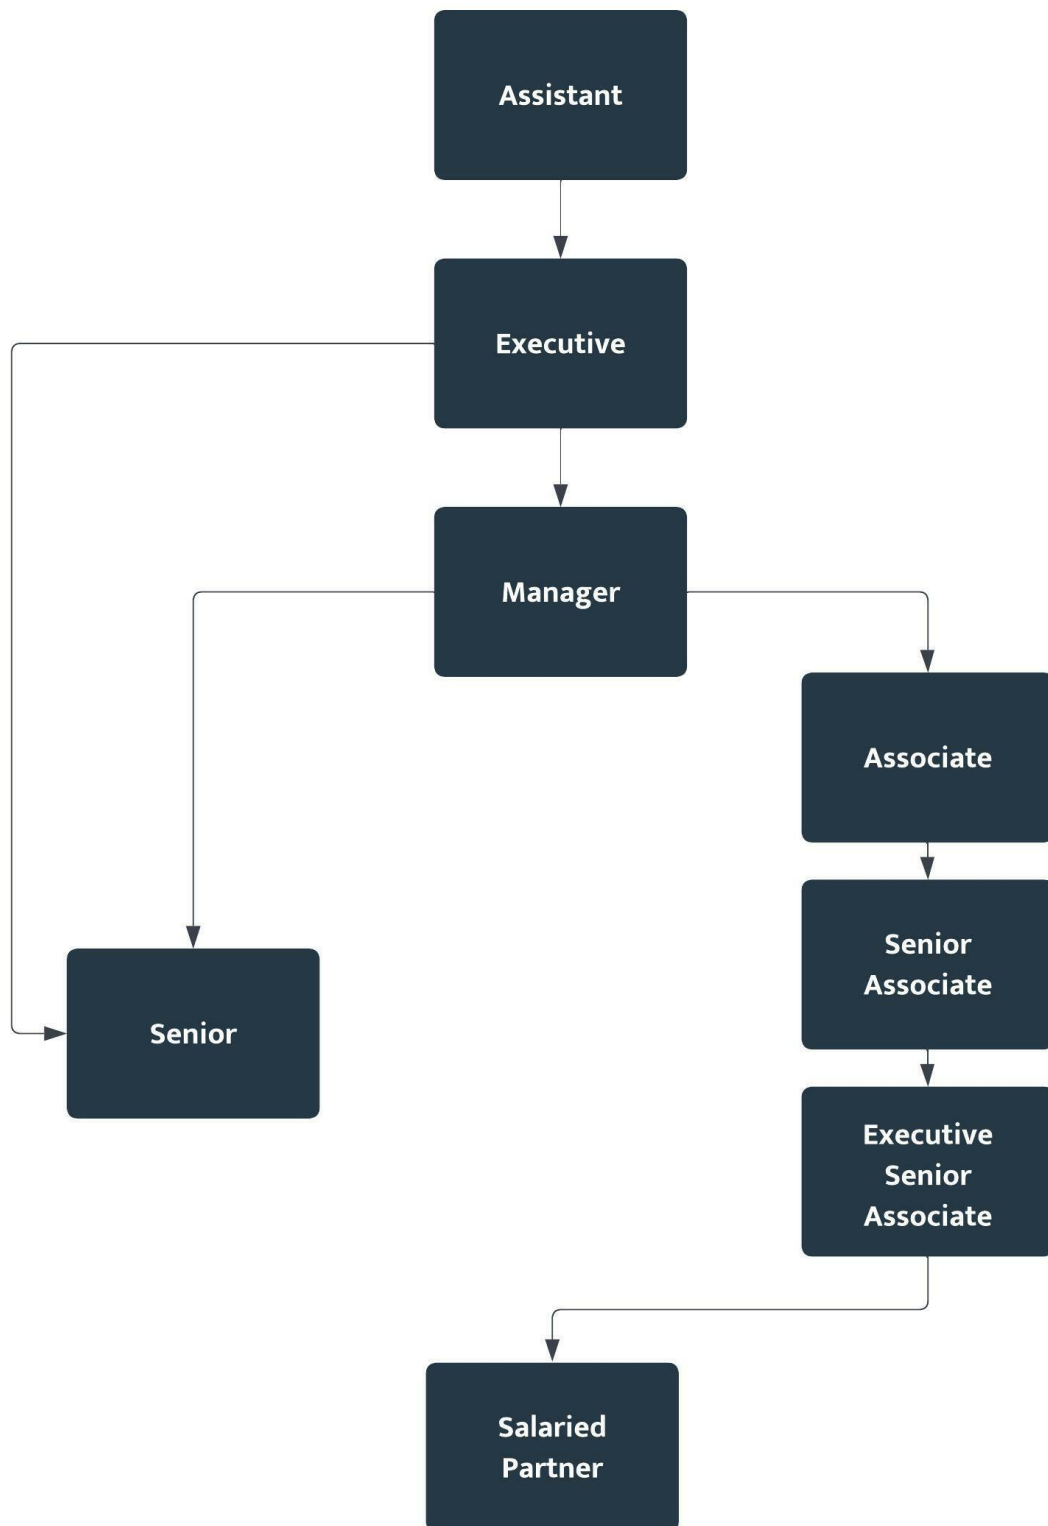 Assistant
Executive
Manager
Associate
Senior
Associate
Senior
Executive
Senior
Associate
Salaried
Partner